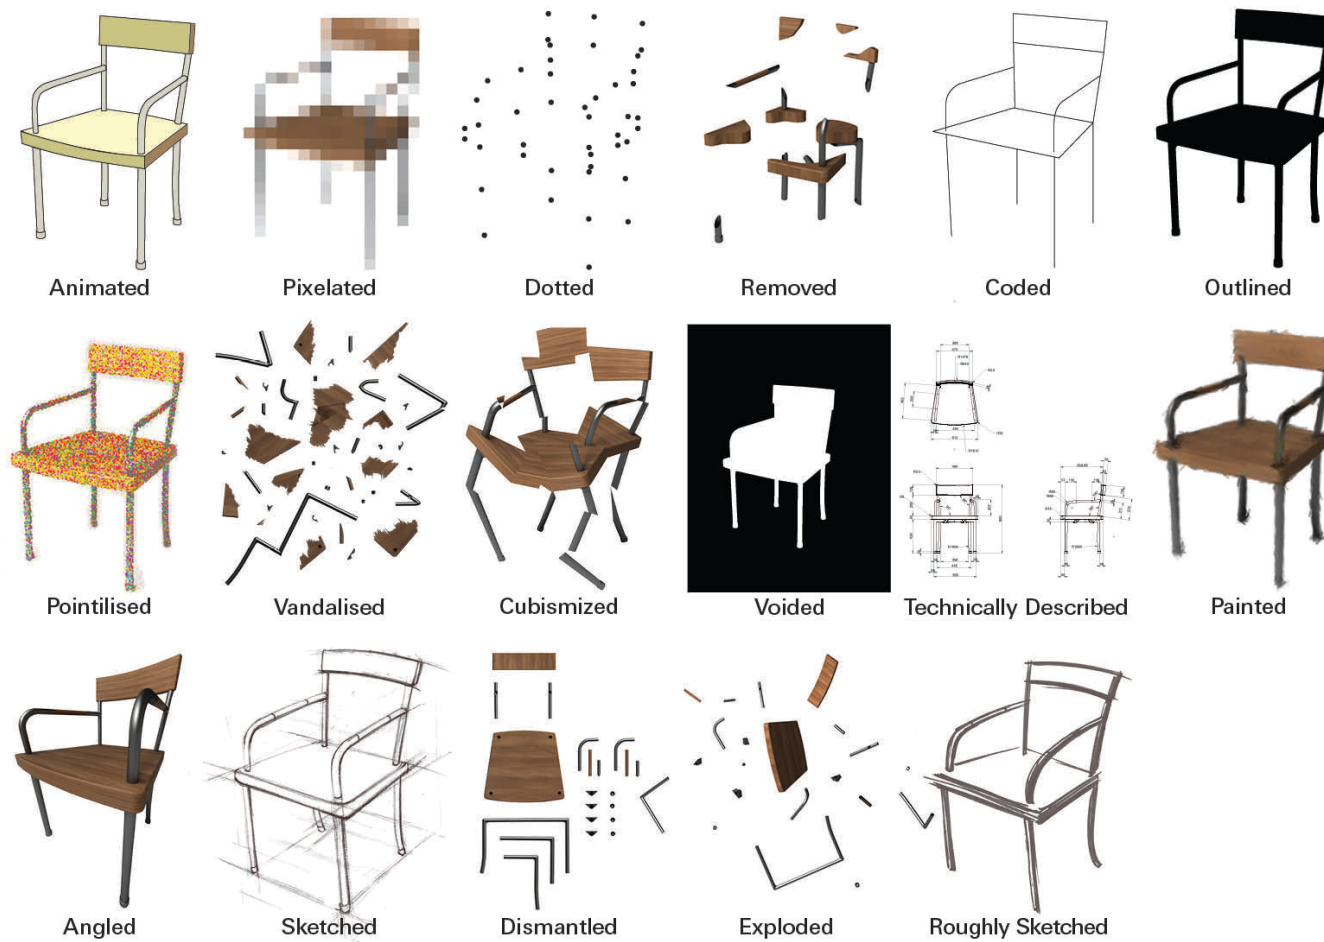 Animated
Pixelated
Dotted
Removed
Coded
Outlined
Pointilised
Vandalised
Cubismized
Voided
Technically Described
Painted
Angled
Sketched
Dismantled
Exploded
Roughly Sketched